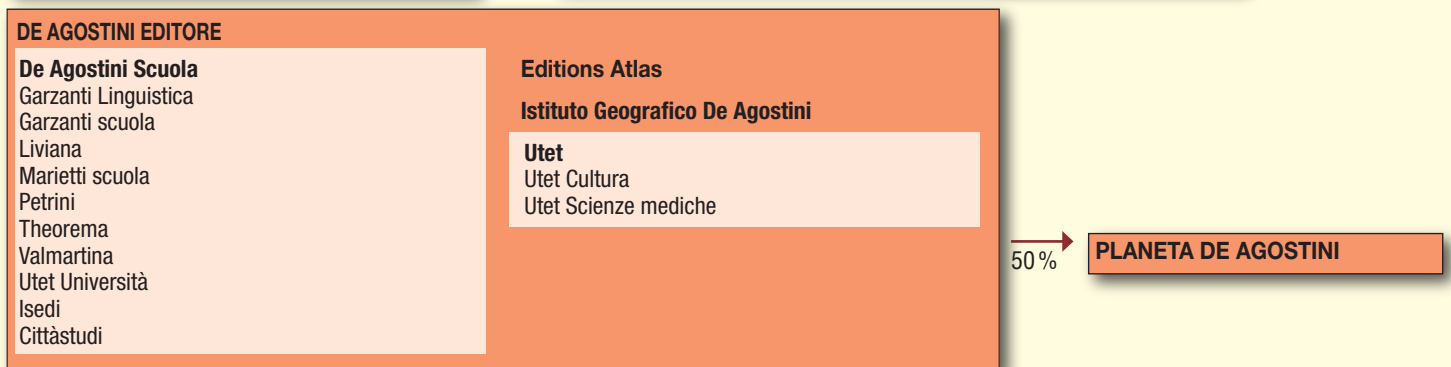 DE AGOSTINI EDITORE
De Agostini Scuola
Garzanti Linguistica
Garzanti scuola
Liviana
Marietti scuola
Petrini
Theorema
Valmartina
Utet Università
Isedi
Cittàstudi
Editions Atlas
Istituto Geografico De Agostini
Utet
Utet Cultura
Utet Scienze mediche
50 %
PLANETA DE AGOSTINI